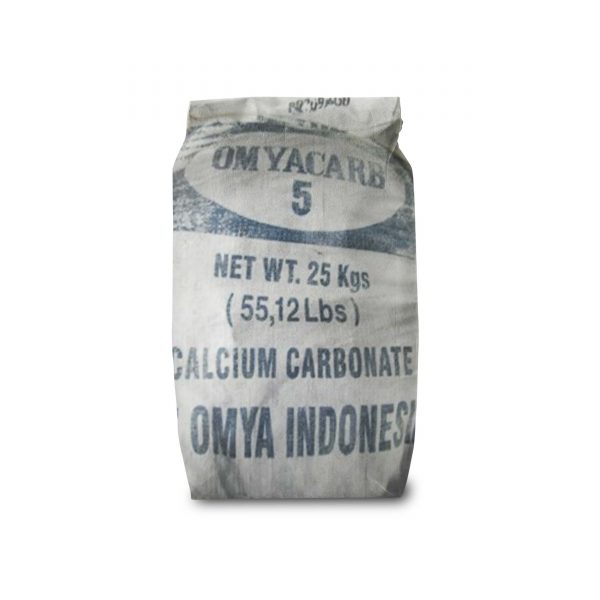 OMYACARB
5
NET WT. 25 Kgs
( 55,12 Lbs )
CALCIUM CARBONATE
OMYA INDONES